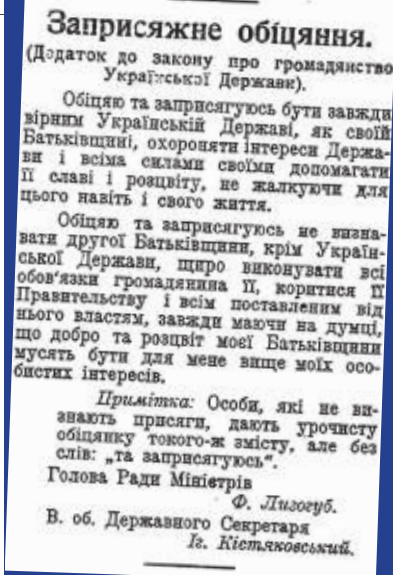 Заприсяжне обіцяння.
(Додаток до закону про громадянство
Української Держави).
Обіцяю та заприсягуюсь бути завжди
вірним Українській Державі, як своїй
Батьківщині, охороняти інтереси Держа-
ви і всіма силами своїми допомагати
її славі і розцвіту, не жалкуючи для
цього навіть і свого життя.
Обіцяю та заприсягуюсь не визна-
вати другої Батьківщини, крім Україн-
ської Держави, щиро виконувати всі
обов'язки громадянина її, коритися її
Правительству і всім поставленим від
нього властям, завжди маючи на думці,
що добро та розцвіт моєї Батьківщини
мусять бути для мене вище моїх осо-
бистих інтересів.
Примітка: Особи, які не ви-
знають присяги, дають урочисту
обіцянку токого-ж змісту, але без
слів: „та заприсягуюсь“.
Голова Ради Міністрів
Ф. Лизогуб.
В. об. Державного Секретаря
Іг. Кістяковський.